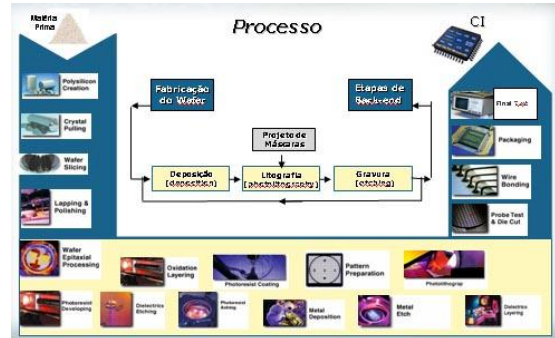 Matéria
Prima
Processo
CI
Polysilicon
Creation
Crystal
Pulling
Wafer
Slicing
Lapping &
Polishing
Fabricação
do Wafer
Etapas de
Back-end
Projeto de
Máscaras
Deposição
(deposition)
Litografia
(photolithography)
Gravura
(etching)
Final Test
Packaging
Wire
Bonding
Probe Test
& Die Cut
Wafer
Epitaxial
Processing
Oxidation
Layering
Photoresist Coating
Pattern
Preparation
Photolithograp
Photoresist
Developing
Dielectrics
Etching
Photoresist
Ashing
Metal
Deposition
Metal
Etch
Dielectrics
Layering